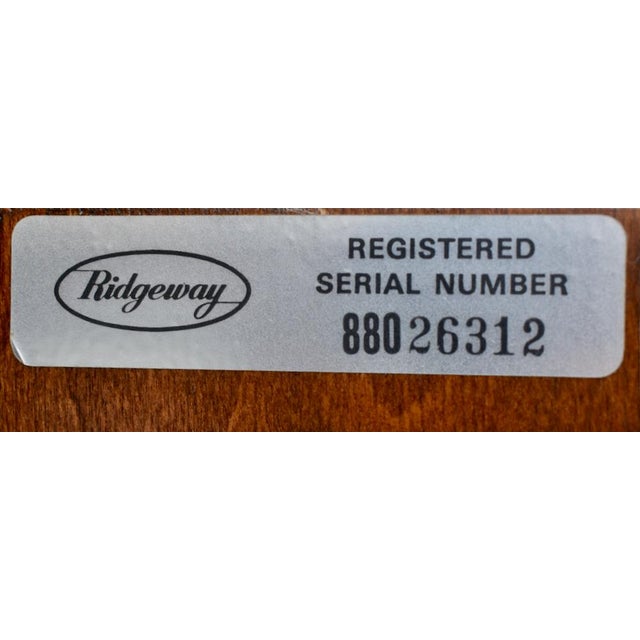 Ridgeway
REGISTERED
SERIAL NUMBER
88026312